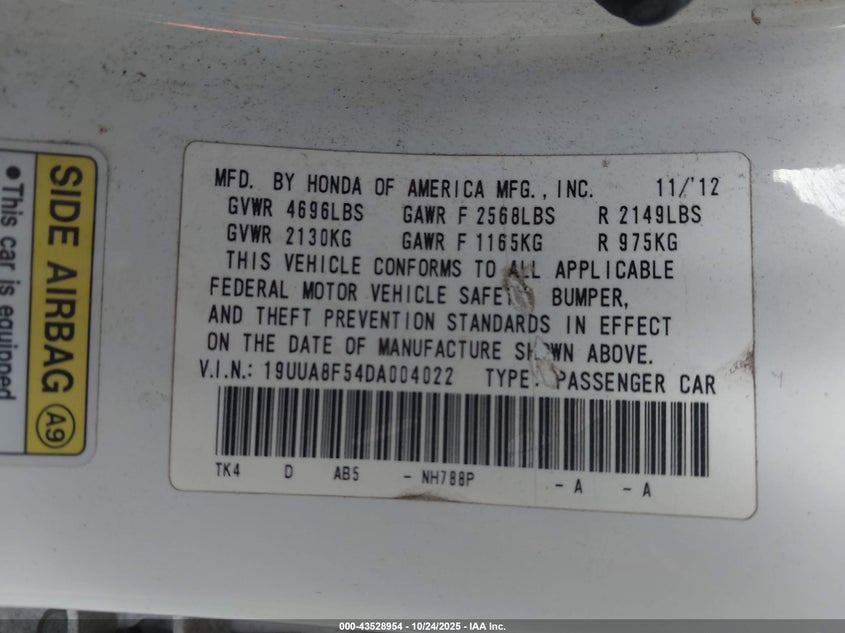 SIDE AIRBAG A9
•This car is equipped
MFD. BY HONDA OF AMERICA MFG., INC. 11/'12
GVWR 4696LBS GAWR F 2568LBS R 2149LBS
GVWR 2130KG GAWR F 1165KG R 975KG
THIS VEHICLE CONFORMS TO ALL APPLICABLE
FEDERAL MOTOR VEHICLE SAFETY BUMPER,
AND THEFT PREVENTION STANDARDS IN EFFECT
ON THE DATE OF MANUFACTURE SHOWN ABOVE.
V.I.N.: 19UUA8F54DA004022 TYPE: PASSENGER CAR
TK4 D AB5 - NH788P - A - A
000-43528954 | 10/24/2025 - IAA Inc.